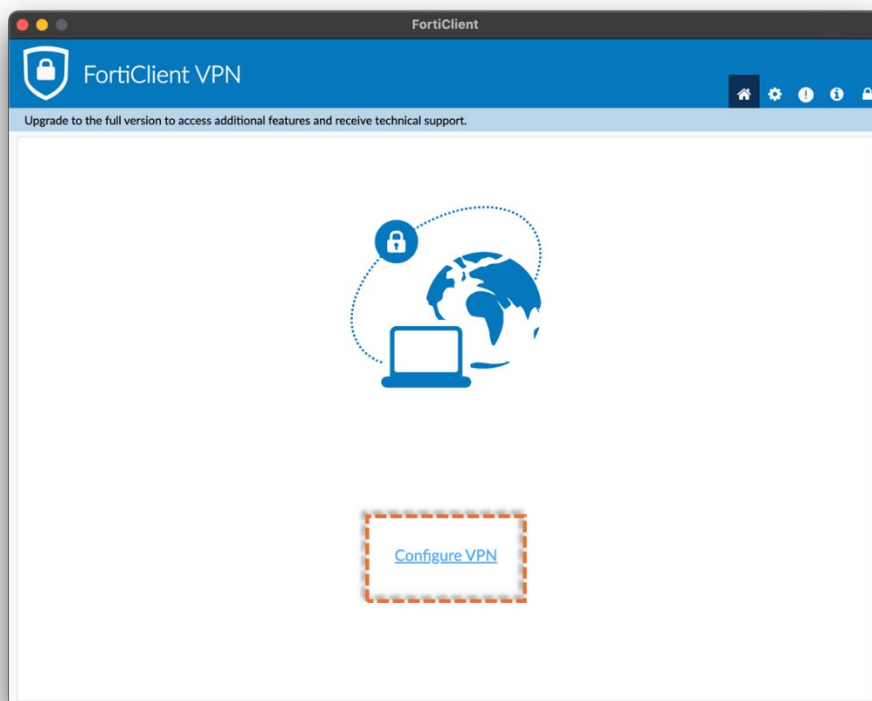 FortiClient
FortiClient VPN
Upgrade to the full version to access additional features and receive technical support.
Configure VPN